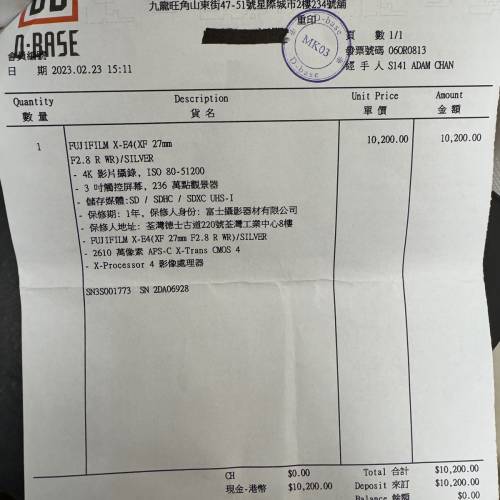 九龍旺角山東街47-51號星際城市2樓234號舖
D-BASE
重印
D-base
MK03
D-base
頁 數 1/1
會員編號
發票號碼 06OR0813
日 期 2023.02.23 15:11
經 手 人 S141 ADAM CHAN
Quantity Description Unit Price Amount
數 量 貨 名 單 價 金 額
1 FUJIFILM X-E4(XF 27mm 10,200.00 10,200.00
F2.8 R WR)/SILVER
- 4K 影片攝錄, ISO 80-51200
- 3 吋觸控屏幕, 236 萬點觀景器
- 儲存媒體:SD / SDHC / SDXC UHS-I
- 保修期: 1年, 保修人身份: 富士攝影器材有限公司
- 保修人地址: 荃灣德士古道220號荃灣工業中心8樓
- FUJIFILM X-E4(XF 27mm F2.8 R WR)/SILVER
- 2610 萬像素 APS-C X-Trans CMOS 4
- X-Processor 4 影像處理器
SN3S001773 SN 2DA06928
CH $0.00 Total 合計 $10,200.00
現金-港幣 $10,200.00 Deposit 來訂 $10,200.00
Balance 餘額 $0.00